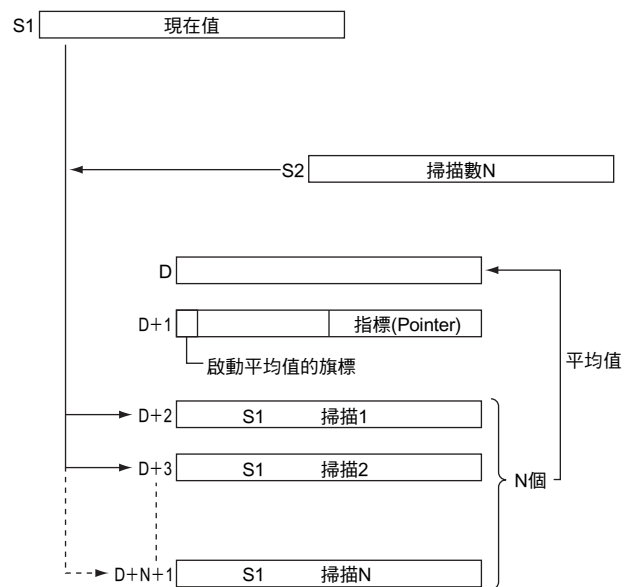 S1 現在值
S2 掃描數N
D
D+1 指標(Pointer)
啟動平均值的旗標
平均值
D+2 S1 掃描1
D+3 S1 掃描2
N個
D+N+1 S1 掃描N